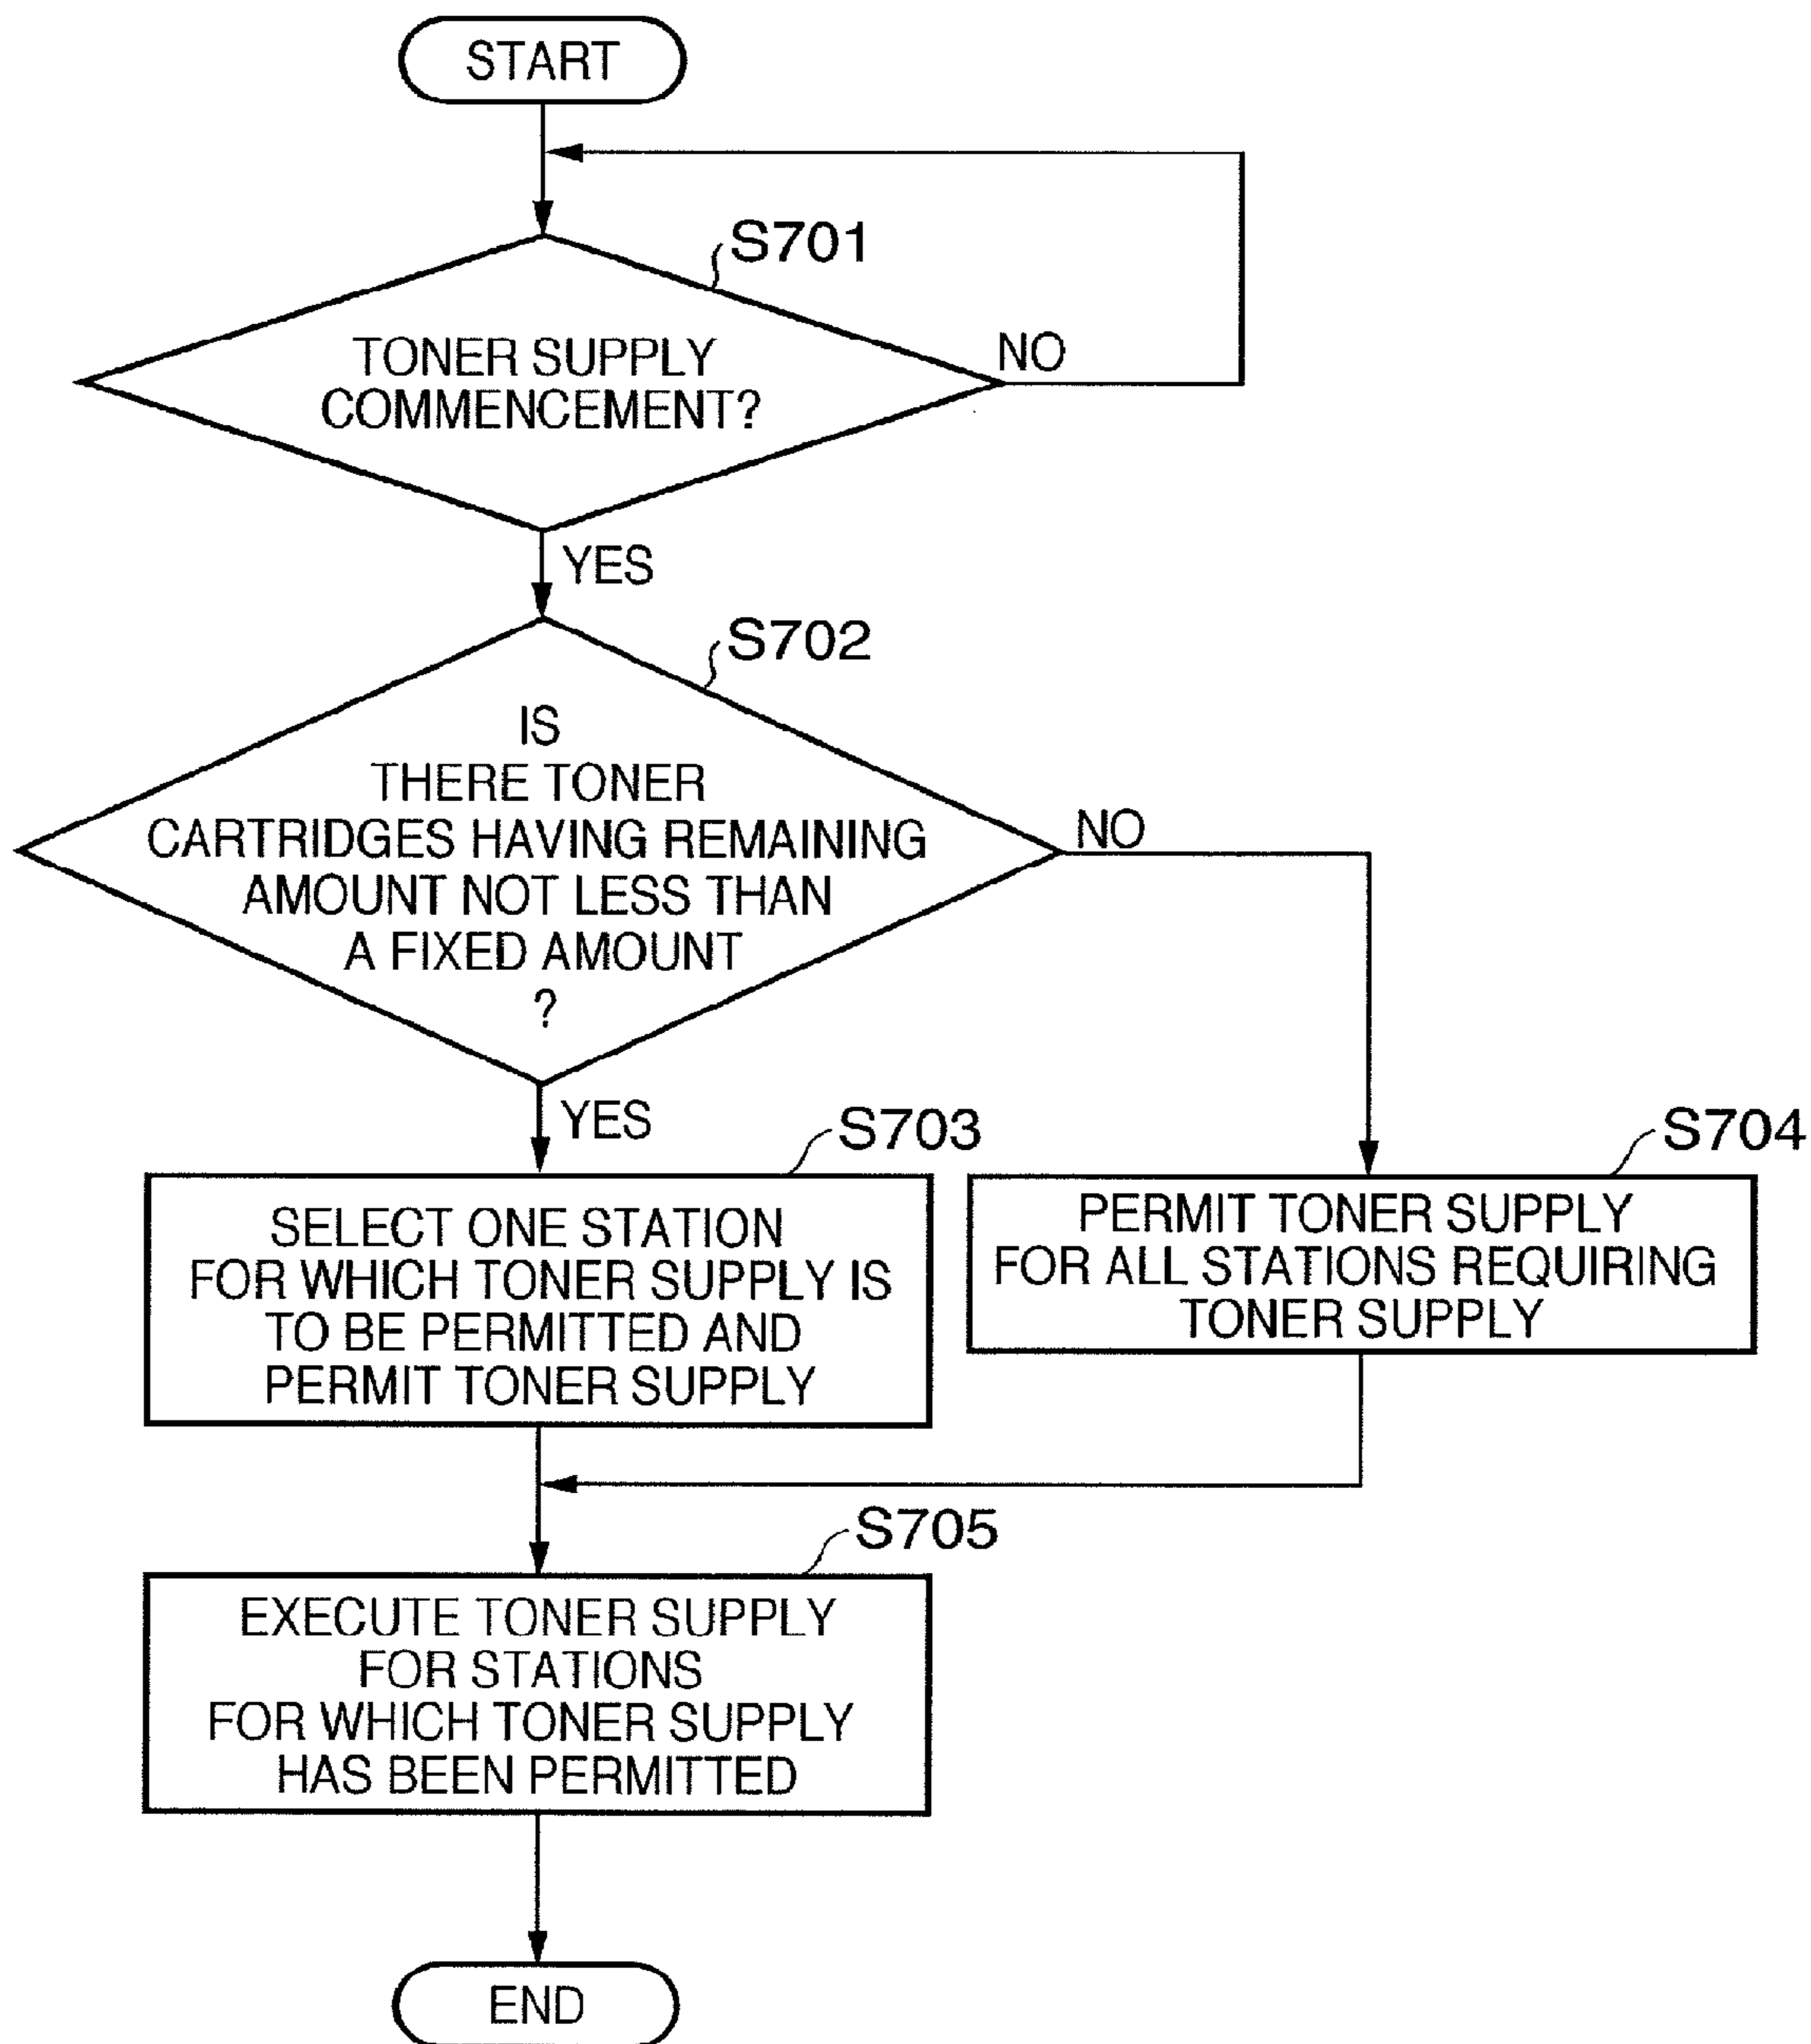 START
S701
TONER SUPPLY
COMMENCEMENT?
NO
YES
S702
IS
THERE TONER
CARTRIDGES HAVING REMAINING
AMOUNT NOT LESS THAN
A FIXED AMOUNT
?
NO
YES
S703
SELECT ONE STATION
FOR WHICH TONER SUPPLY IS
TO BE PERMITTED AND
PERMIT TONER SUPPLY
S704
PERMIT TONER SUPPLY
FOR ALL STATIONS REQUIRING
TONER SUPPLY
S705
EXECUTE TONER SUPPLY
FOR STATIONS
FOR WHICH TONER SUPPLY
HAS BEEN PERMITTED
END